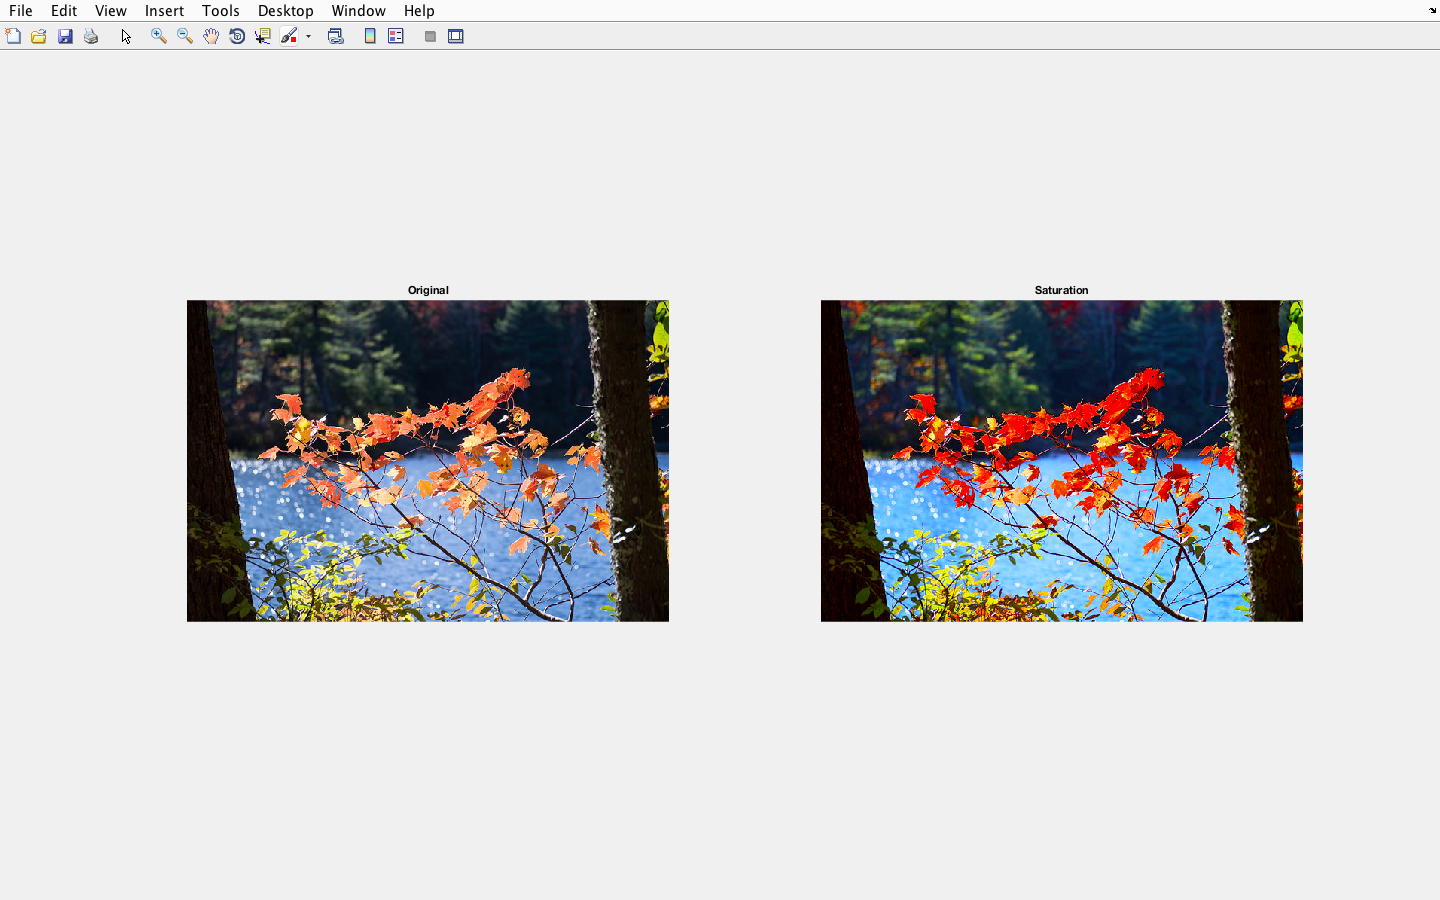 File Edit View Insert Tools Desktop Window Help
Original
Saturation